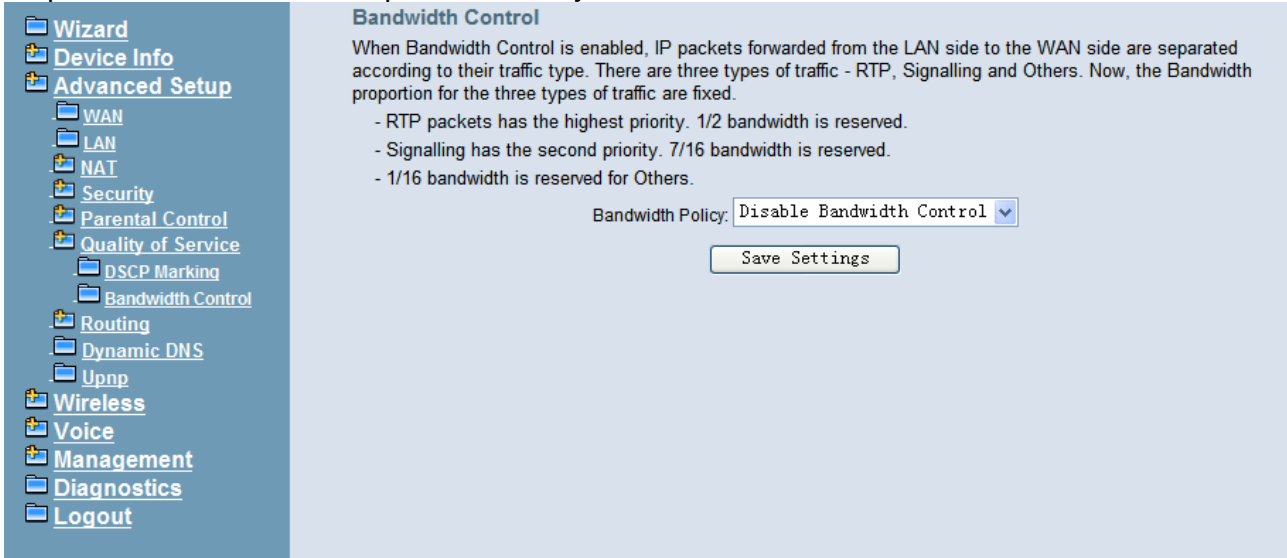 Wizard
Device Info
Advanced Setup
WAN
LAN
NAT
Security
Parental Control
Quality of Service
DSCP Marking
Bandwidth Control
Routing
Dynamic DNS
Upnp
Wireless
Voice
Management
Diagnostics
Logout
Bandwidth Control
When Bandwidth Control is enabled, IP packets forwarded from the LAN side to the WAN side are separated
according to their traffic type. There are three types of traffic - RTP, Signalling and Others. Now, the Bandwidth
proportion for the three types of traffic are fixed.
- RTP packets has the highest priority. 1/2 bandwidth is reserved.
- Signalling has the second priority. 7/16 bandwidth is reserved.
- 1/16 bandwidth is reserved for Others.
Bandwidth Policy: Disable Bandwidth Control
Save Settings